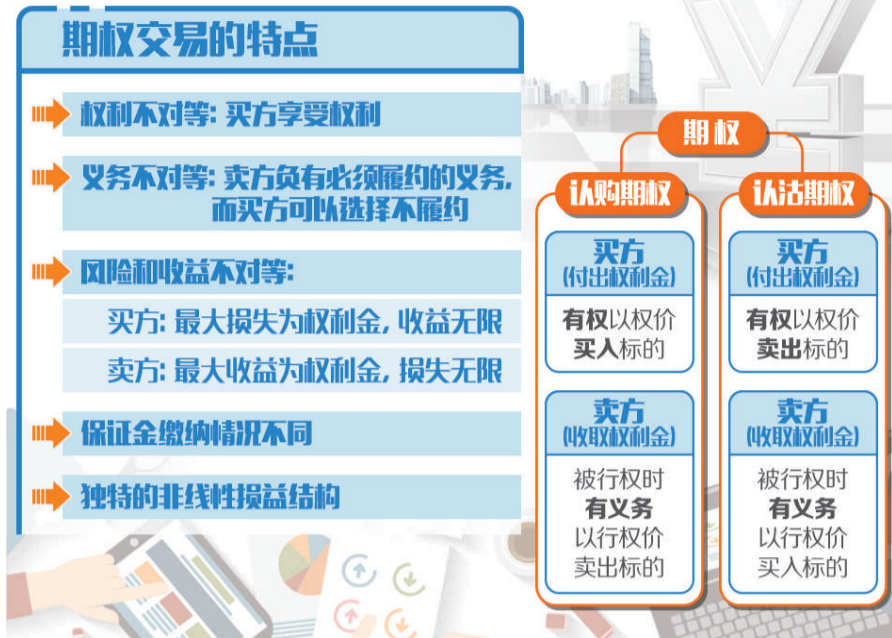 期权交易的特点
权利不对等: 买方享受权利
义务不对等: 卖方负有必须履约的义务,
而买方可以选择不履约
风险和收益不对等:
买方: 最大损失为权利金, 收益无限
卖方: 最大收益为权利金, 损失无限
保证金缴纳情况不同
独特的非线性损益结构
期权
认购期权
买方
(付出权利金)
有权以权价
买入标的
卖方
(收取权利金)
被行权时
有义务
以行权价
卖出标的
认沽期权
买方
(付出权利金)
有权以权价
卖出标的
卖方
(收取权利金)
被行权时
有义务
以行权价
买入标的